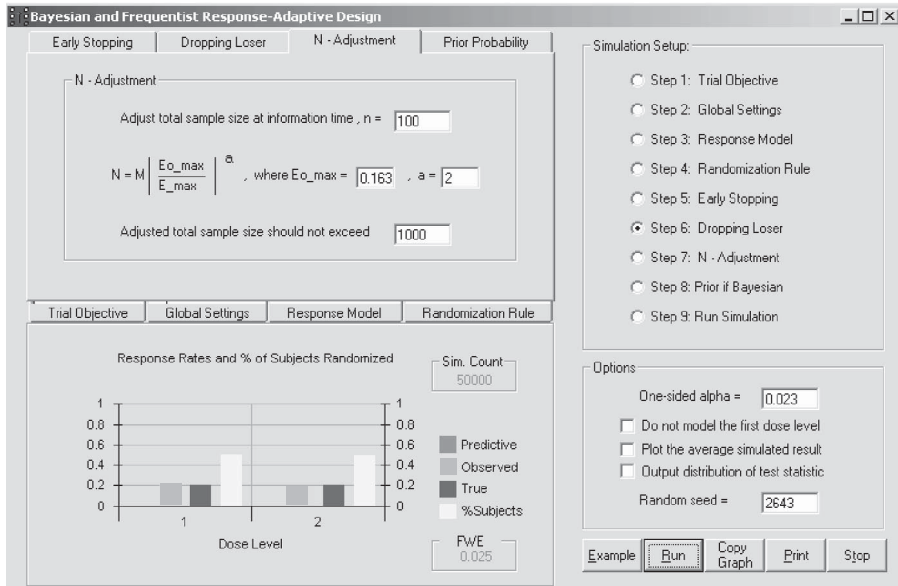 Bayesian and Frequentist Response-Adaptive Design
Early Stopping
Dropping Loser
N - Adjustment
Prior Probability
N - Adjustment
Adjust total sample size at information time , n = 100
N = M | Eo_max / E_max | a , where Eo_max = 0.163 , a = 2
Adjusted total sample size should not exceed 1000
Trial Objective
Global Settings
Response Model
Randomization Rule
Response Rates and % of Subjects Randomized
Sim. Count
50000
1
0.8
0.6
0.4
0.2
0
1
0.8
0.6
0.4
0.2
0
1
2
Dose Level
Predictive
Observed
True
%Subjects
FWE
0.025
Simulation Setup:
Step 1: Trial Objective
Step 2: Global Settings
Step 3: Response Model
Step 4: Randomization Rule
Step 5: Early Stopping
Step 6: Dropping Loser
Step 7: N - Adjustment
Step 8: Prior if Bayesian
Step 9: Run Simulation
Options
One-sided alpha = 0.023
Do not model the first dose level
Plot the average simulated result
Output distribution of test statistic
Random seed = 2643
Example
Run
Copy
Graph
Print
Stop